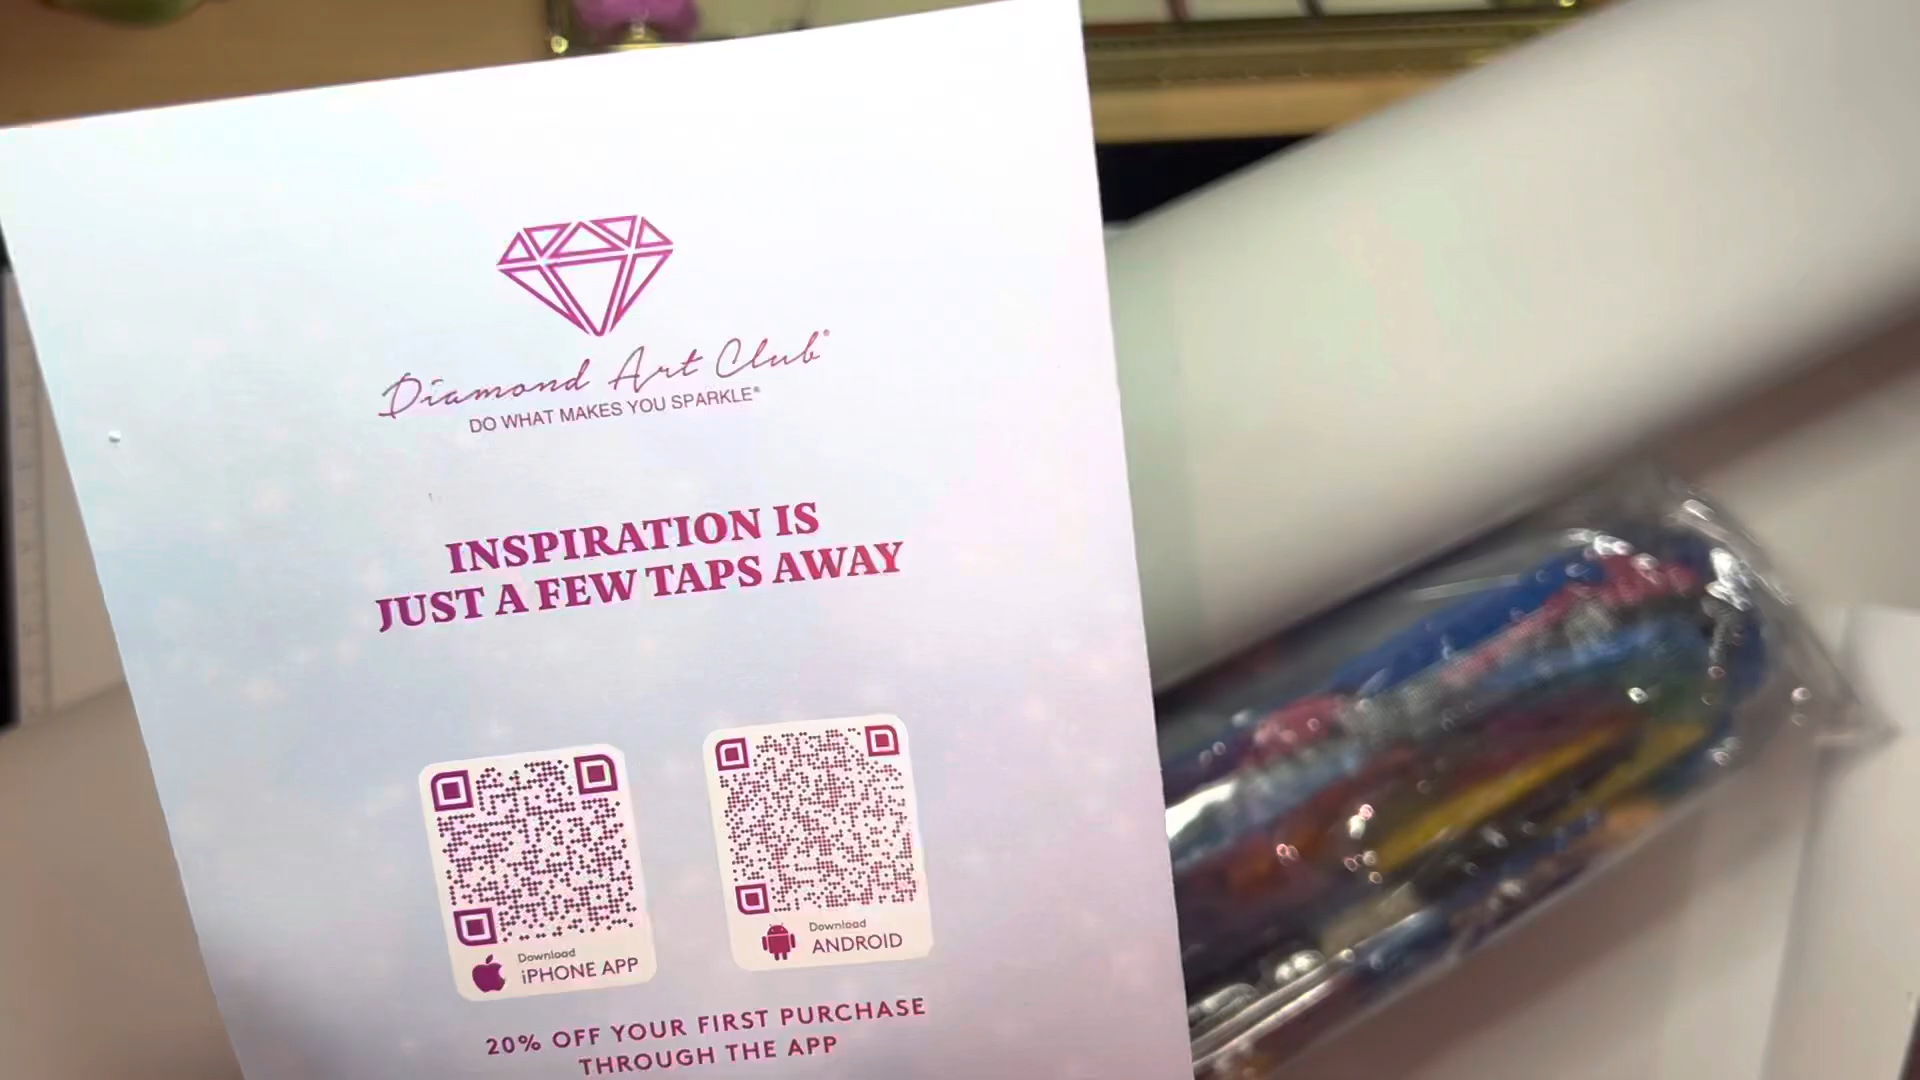 Diamond Art Club®
DO WHAT MAKES YOU SPARKLE®
INSPIRATION IS
JUST A FEW TAPS AWAY
Download
iPHONE APP
Download
ANDROID
20% OFF YOUR FIRST PURCHASE
THROUGH THE APP